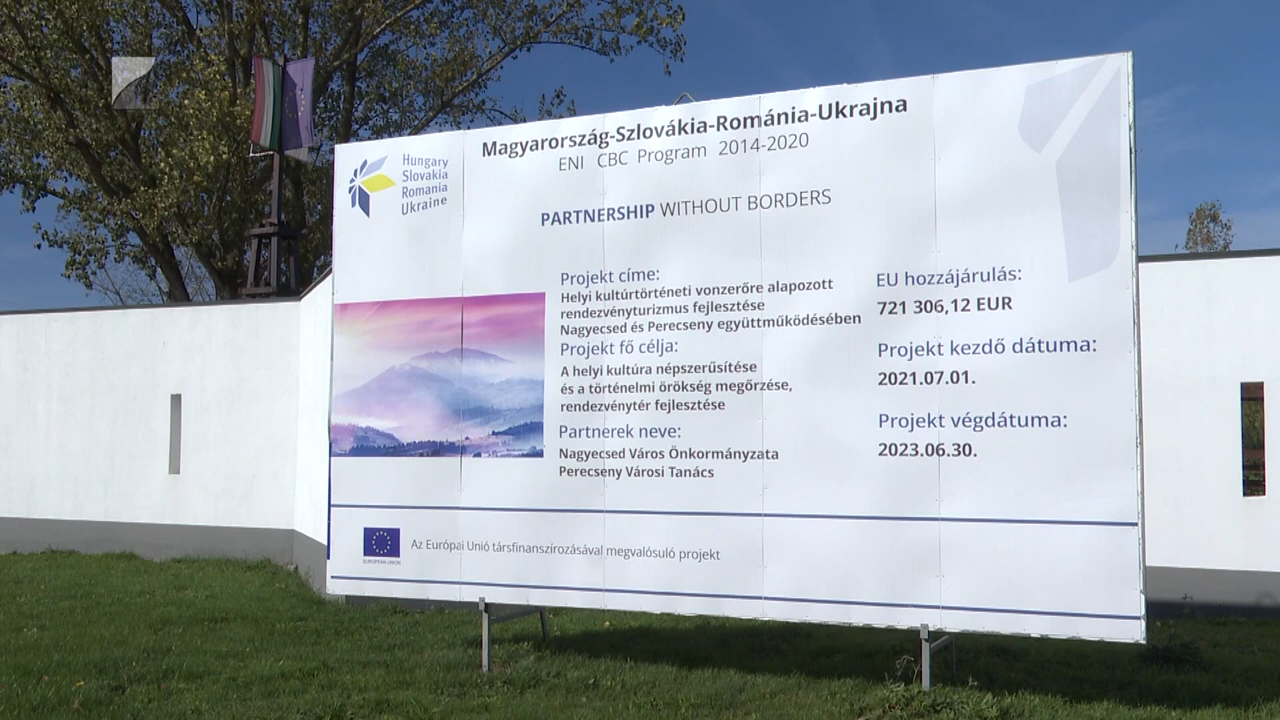 Hungary
Slovakia
Romania
Ukraine
Magyarország-Szlovákia-Románia-Ukrajna
ENI CBC Program 2014-2020
PARTNERSHIP WITHOUT BORDERS
Projekt címe:
Helyi kultúrtörténeti vonzerőre alapozott
rendezvényturizmus fejlesztése
Nagyecsed és Perecseny együttműködésében
Projekt fő célja:
A helyi kultúra népszerűsítése
és a történelmi örökség megőrzése,
rendezvénytér fejlesztése
Partnerek neve:
Nagyecsed Város Önkormányzata
Perecseny Városi Tanács
EU hozzájárulás:
721 306,12 EUR
Projekt kezdő dátuma:
2021.07.01.
Projekt végdátuma:
2023.06.30.
EUROPEAN UNION
Az Európai Unió társfinanszírozásával megvalósuló projekt